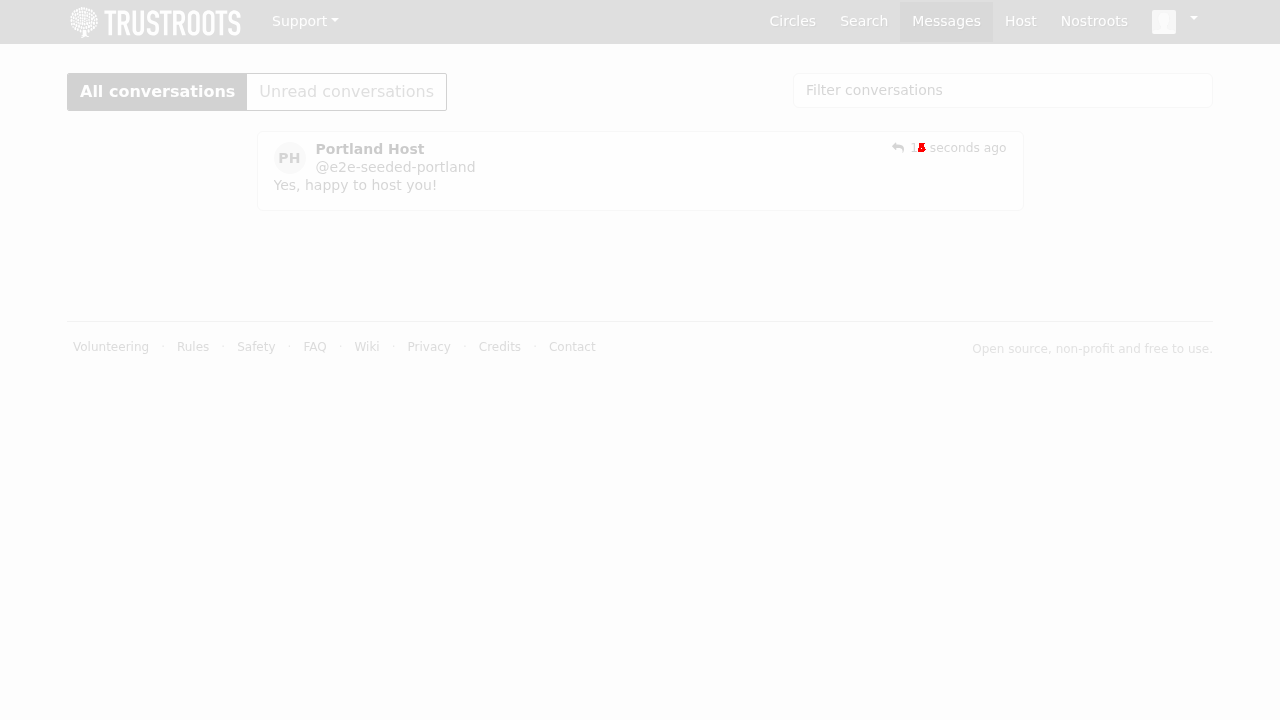 TRUSTROOTS Support Circles Search Messages Host Nostroots
All conversations Unread conversations Filter conversations
PH Portland Host seconds ago
@e2e-seeded-portland
Yes, happy to host you!
Volunteering · Rules · Safety · FAQ · Wiki · Privacy · Credits · Contact
Open source, non-profit and free to use.